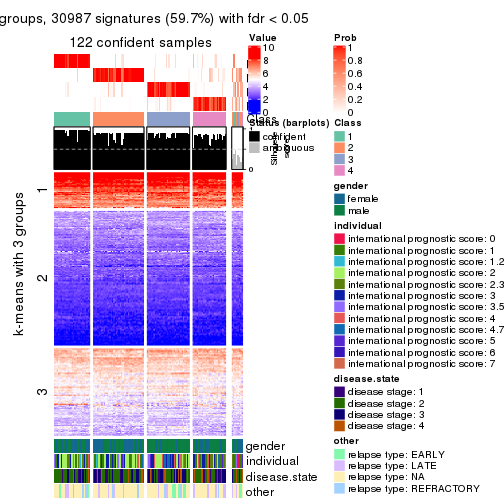 groups, 30987 signatures (59.7%) with fdr < 0.05
122 confident samples
k-means with 3 groups
1
2
3
Value
10
8
6
4
2
0
Prob
1
0.8
0.6
0.4
0.2
0
Class
Status (barplots)
confident
ambiguous
Silhouette score
1
0
Class
1
2
3
4
gender
female
male
individual
international prognostic score: 0
international prognostic score: 1
international prognostic score: 1.2
international prognostic score: 2
international prognostic score: 2.3
international prognostic score: 3
international prognostic score: 3.5
international prognostic score: 4
international prognostic score: 4.7
international prognostic score: 5
international prognostic score: 6
international prognostic score: 7
disease.state
disease stage: 1
disease stage: 2
disease stage: 3
disease stage: 4
other
relapse type: EARLY
relapse type: LATE
relapse type: NA
relapse type: REFRACTORY
gender
individual
disease.state
other